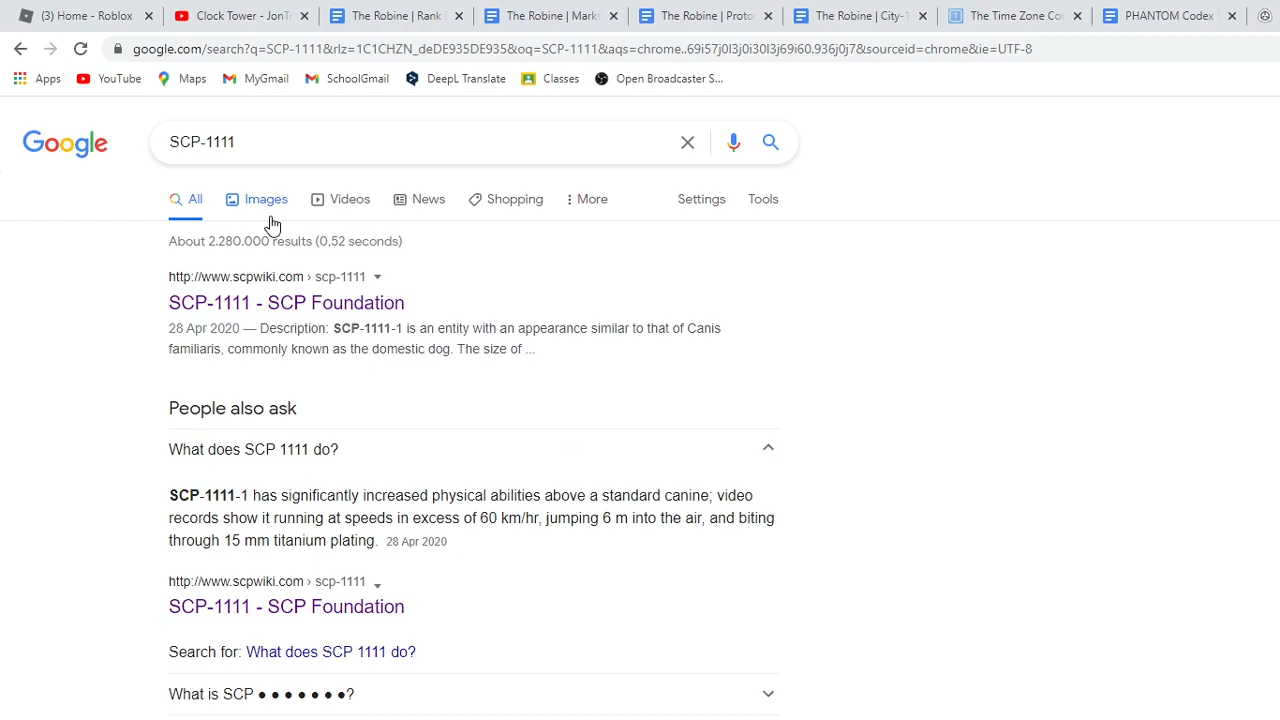 (3) Home - Roblox
Clock Tower - JonT
The Robine | Rank
The Robine | Marks
The Robine | Proto
The Robine | City-
The Time Zone Co
PHANTOM Codex
google.com/search?q=SCP-1111&rlz=1C1CHZN_deDE935DE935&oq=SCP-1111&aqs=chrome..69i57j0l3j0i30l3j69i60.936j0j7&sourceid=chrome&ie=UTF-8
Apps YouTube Maps MyGmail SchoolGmail DeepL Translate Classes Open Broadcaster S...
Google
SCP-1111
All Images Videos News Shopping More Settings Tools
About 2.280.000 results (0,52 seconds)
http://www.scpwiki.com › scp-1111
SCP-1111 - SCP Foundation
28 Apr 2020 — Description: SCP-1111-1 is an entity with an appearance similar to that of Canis
familiaris, commonly known as the domestic dog. The size of ...
People also ask
What does SCP 1111 do?
SCP-1111-1 has significantly increased physical abilities above a standard canine; video
records show it running at speeds in excess of 60 km/hr, jumping 6 m into the air, and biting
through 15 mm titanium plating. 28 Apr 2020
http://www.scpwiki.com › scp-1111
SCP-1111 - SCP Foundation
Search for: What does SCP 1111 do?
What is SCP ● ● ● ● ● ● ●?